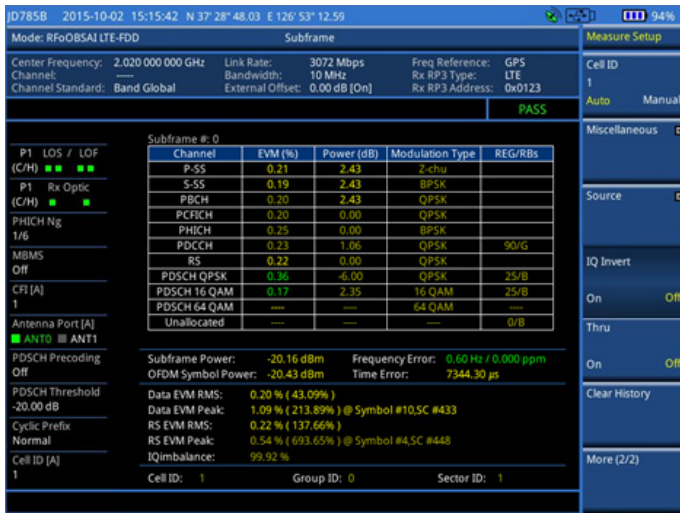 JD785B 2015-10-02 15:15:42 N 37° 28" 48.03 E 126° 53" 12.59 94%
Mode: RFoOBSAI LTE-FDD Subframe Measure Setup
Center Frequency: 2.020 000 000 GHz Link Rate: 3072 Mbps Freq Reference: GPS
Channel: ----- Bandwidth: 10 MHz Rx RP3 Type: LTE
Channel Standard: Band Global External Offset: 0.00 dB [On] Rx RP3 Address: 0x0123
PASS
Cell ID
1
Auto Manual
Miscellaneous
Source
IQ Invert
On Off
Thru
On Off
Clear History
More (2/2)
P1 LOS / LOF
(C/H)
P1 Rx Optic
(C/H)
PHICH Ng
1/6
MBMS
Off
CFI [A]
1
Antenna Port [A]
ANT0 ANT1
PDSCH Precoding
Off
PDSCH Threshold
-20.00 dB
Cyclic Prefix
Normal
Cell ID [A]
1
Subframe #: 0
Channel EVM (%) Power (dB) Modulation Type REG/RBs
P-SS 0.21 2.43 Z-chu
S-SS 0.19 2.43 BPSK
PBCH 0.20 2.43 QPSK
PCFICH 0.20 0.00 QPSK
PHICH 0.25 0.00 BPSK
PDCCH 0.23 1.06 QPSK 90/G
RS 0.22 0.00 QPSK
PDSCH QPSK 0.36 -6.00 QPSK 25/B
PDSCH 16 QAM 0.17 2.35 16 QAM 25/B
PDSCH 64 QAM ---- ---- 64 QAM ----
Unallocated ---- ---- ---- 0/B
Subframe Power: -20.16 dBm Frequency Error: 0.60 Hz / 0.000 ppm
OFDM Symbol Power: -20.43 dBm Time Error: 7344.30 µs
Data EVM RMS: 0.20 % ( 43.09% )
Data EVM Peak: 1.09 % ( 213.89% ) @ Symbol #10,SC #433
RS EVM RMS: 0.22 % ( 137.66% )
RS EVM Peak: 0.54 % ( 693.65% ) @ Symbol #4,SC #448
IQimbalance: 99.92 %
Cell ID: 1 Group ID: 0 Sector ID: 1